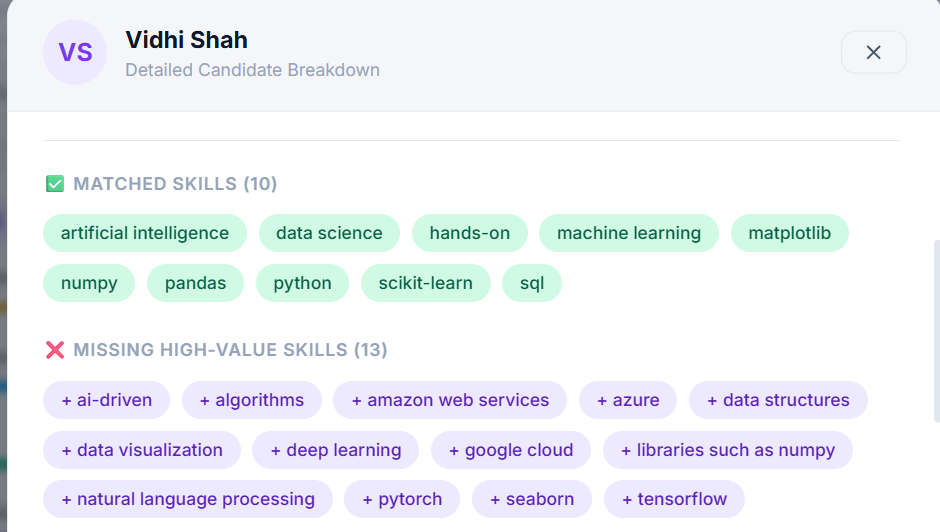 VS
Vidhi Shah
Detailed Candidate Breakdown
MATCHED SKILLS (10)
artificial intelligence data science hands-on machine learning matplotlib
numpy pandas python scikit-learn sql
MISSING HIGH-VALUE SKILLS (13)
+ ai-driven + algorithms + amazon web services + azure + data structures
+ data visualization + deep learning + google cloud + libraries such as numpy
+ natural language processing + pytorch + seaborn + tensorflow